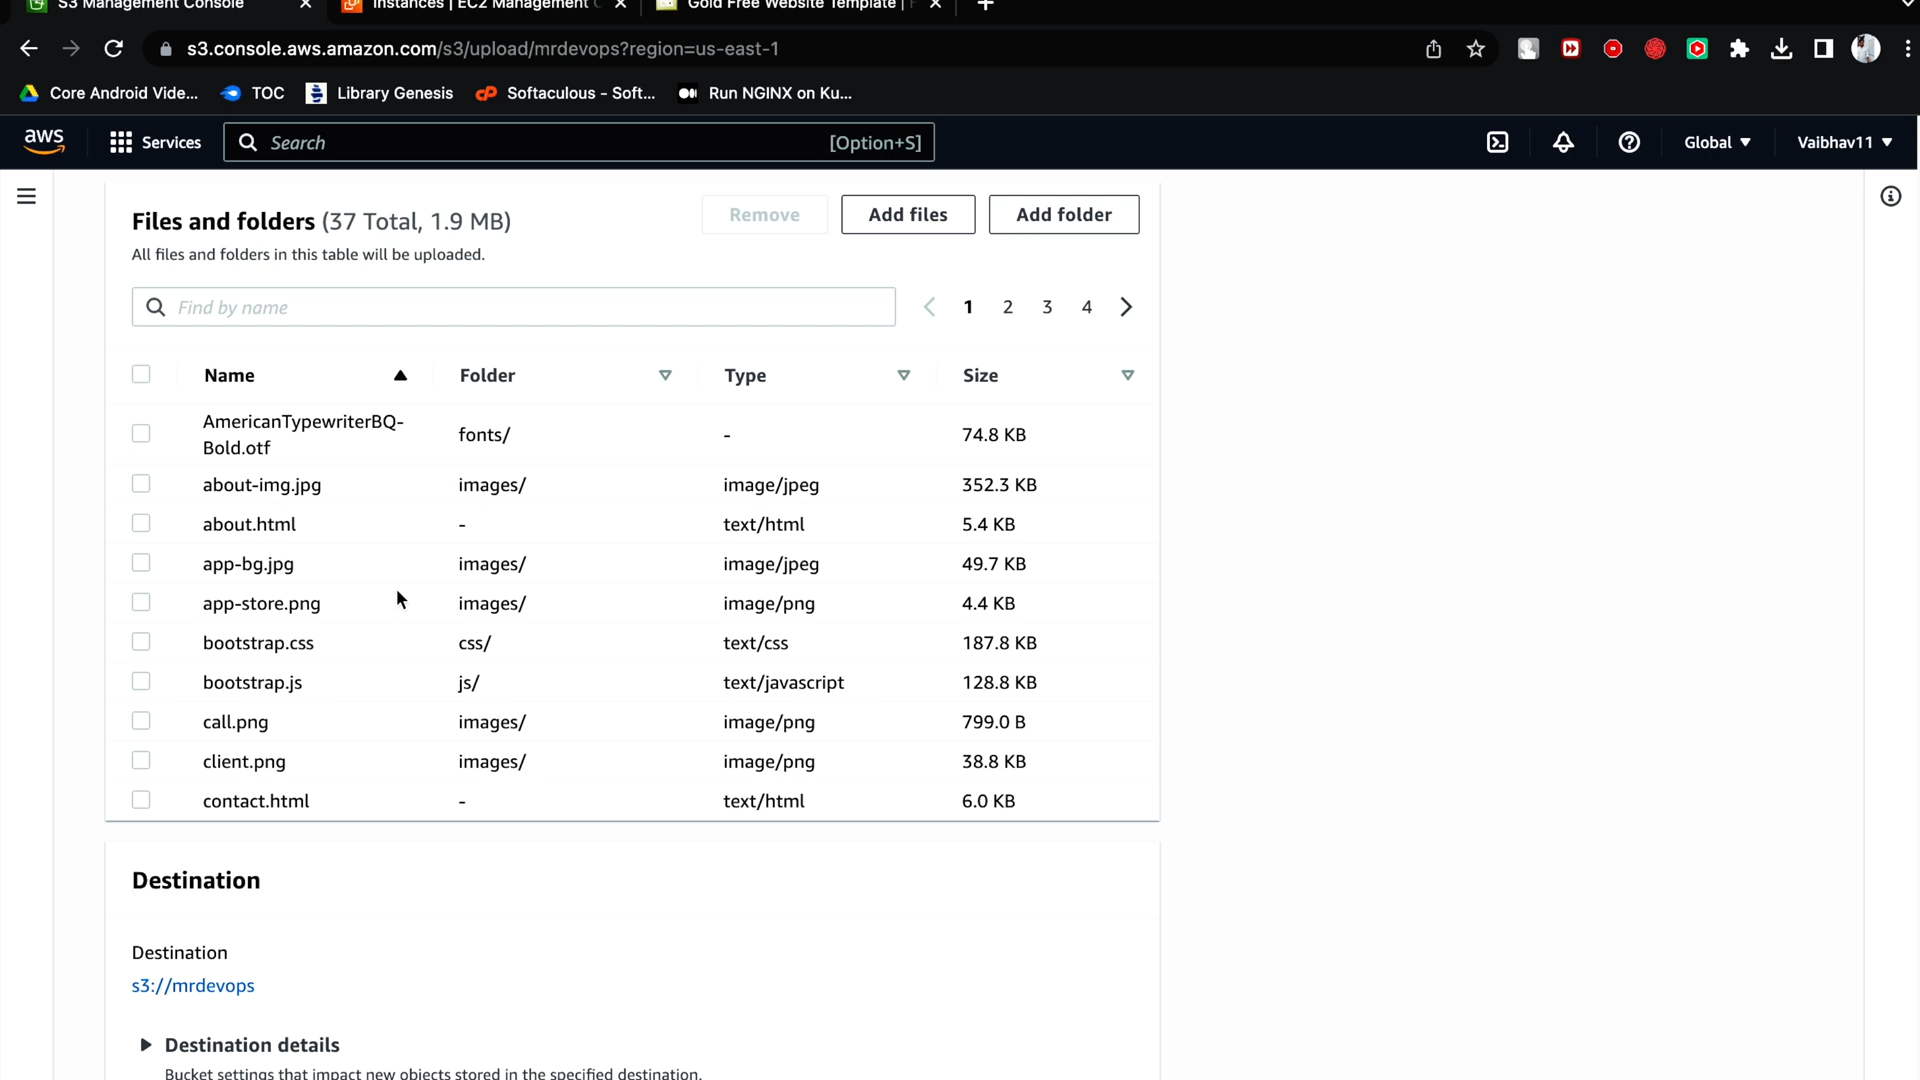 S3 Management Console
Instances | EC2 Management C
Gold Free Website Template |
s3.console.aws.amazon.com/s3/upload/mrdevops?region=us-east-1
Core Android Vide... TOC Library Genesis Softaculous - Soft... Run NGINX on Ku...
aws Services Search [Option+S] Global Vaibhav11
Files and folders (37 Total, 1.9 MB)
Remove Add files Add folder
All files and folders in this table will be uploaded.
Find by name
1 2 3 4
Name Folder Type Size
AmericanTypewriterBQ-
Bold.otf fonts/ - 74.8 KB
about-img.jpg images/ image/jpeg 352.3 KB
about.html - text/html 5.4 KB
app-bg.jpg images/ image/jpeg 49.7 KB
app-store.png images/ image/png 4.4 KB
bootstrap.css css/ text/css 187.8 KB
bootstrap.js js/ text/javascript 128.8 KB
call.png images/ image/png 799.0 B
client.png images/ image/png 38.8 KB
contact.html - text/html 6.0 KB
Destination
Destination
s3://mrdevops
Destination details
Bucket settings that impact new objects stored in the specified destination.